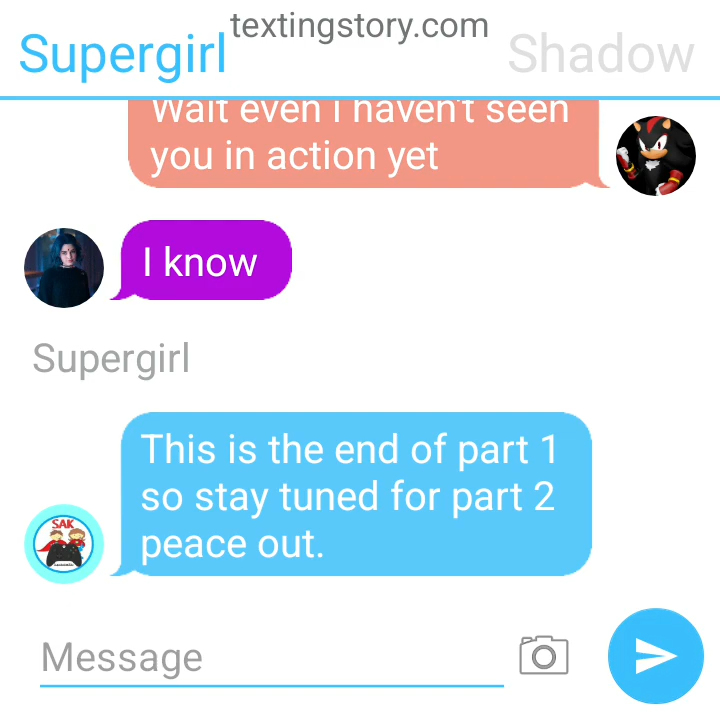 textingstory.com
Supergirl
Shadow
Wait even I haven't seen
you in action yet
I know
Supergirl
This is the end of part 1
so stay tuned for part 2
peace out.
SAK
Message